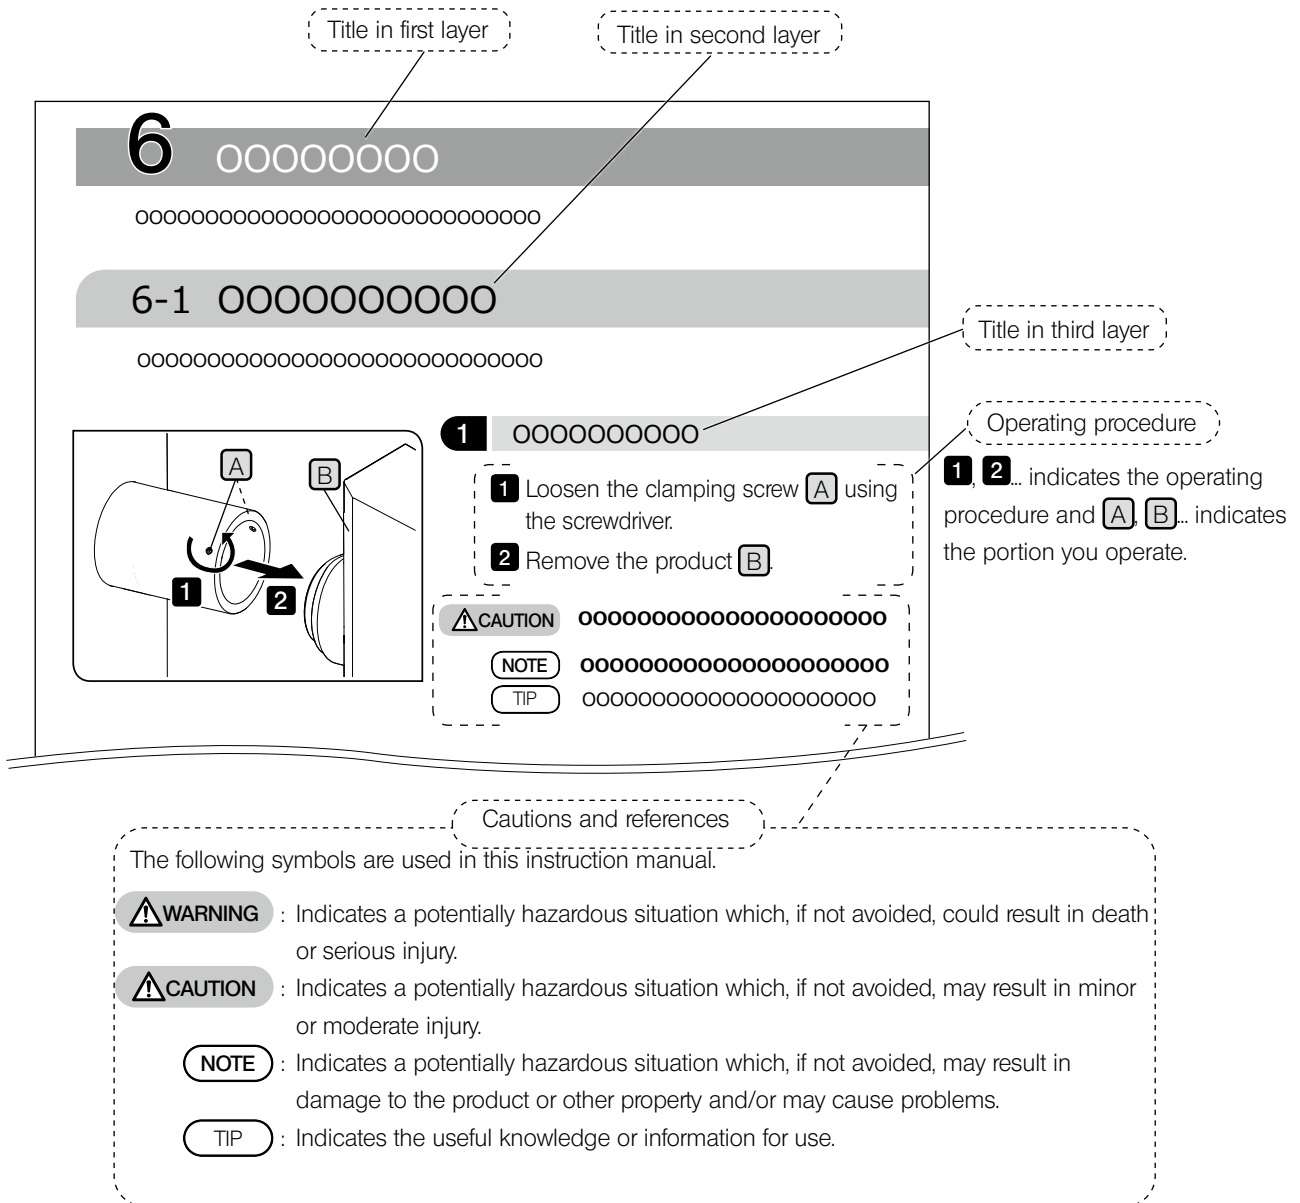 Title in first layer
Title in second layer
6 OOOOOOOO
OOOOOOOOOOOOOOOOOOOOOOOOOOOOO
6-1 OOOOOOOOOO
OOOOOOOOOOOOOOOOOOOOOOOOOOOOO
Title in third layer
1 OOOOOOOOOO
A
B
1
2
1 Loosen the clamping screw A using
the screwdriver.
2 Remove the product B.
CAUTION OOOOOOOOOOOOOOOOOOOOO
NOTE OOOOOOOOOOOOOOOOOOOOO
TIP OOOOOOOOOOOOOOOOOOOOO
Operating procedure
1, 2... indicates the operating
procedure and A, B... indicates
the portion you operate.
Cautions and references
The following symbols are used in this instruction manual.
WARNING : Indicates a potentially hazardous situation which, if not avoided, could result in death
or serious injury.
CAUTION : Indicates a potentially hazardous situation which, if not avoided, may result in minor
or moderate injury.
NOTE : Indicates a potentially hazardous situation which, if not avoided, may result in
damage to the product or other property and/or may cause problems.
TIP : Indicates the useful knowledge or information for use.